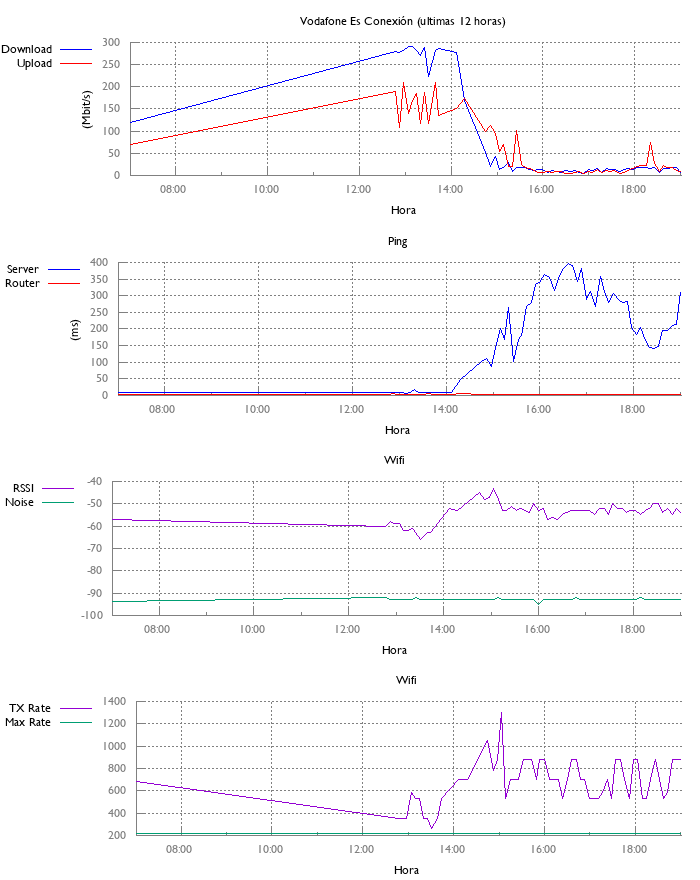 Vodafone Es Conexión (ultimas 12 horas)
Download
Upload
300
250
200
150
100
50
0
(Mbit/s)
08:00 10:00 12:00 14:00 16:00 18:00
Hora
Ping
Server
Router
400
350
300
250
200
150
100
50
0
(ms)
08:00 10:00 12:00 14:00 16:00 18:00
Hora
Wifi
RSSI
Noise
-40
-50
-60
-70
-80
-90
-100
08:00 10:00 12:00 14:00 16:00 18:00
Hora
Wifi
TX Rate
Max Rate
1400
1200
1000
800
600
400
200
08:00 10:00 12:00 14:00 16:00 18:00
Hora